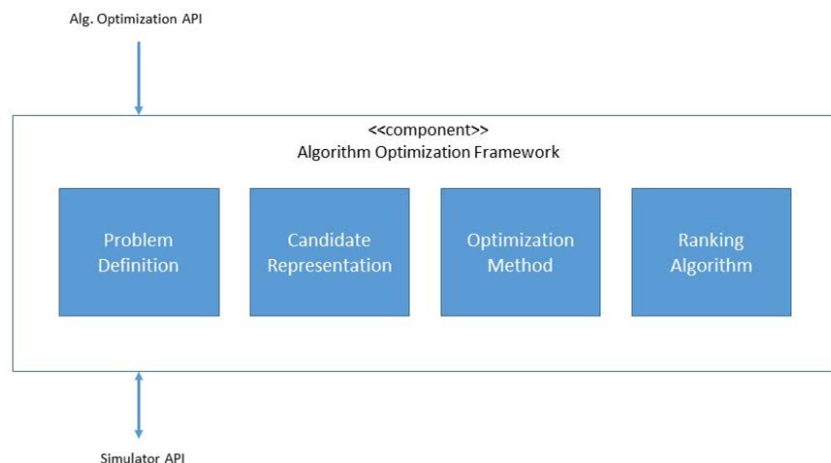 Alg. Optimization API
<<component>>
Algorithm Optimization Framework
Problem
Definition
Candidate
Representation
Optimization
Method
Ranking
Algorithm
Simulator API